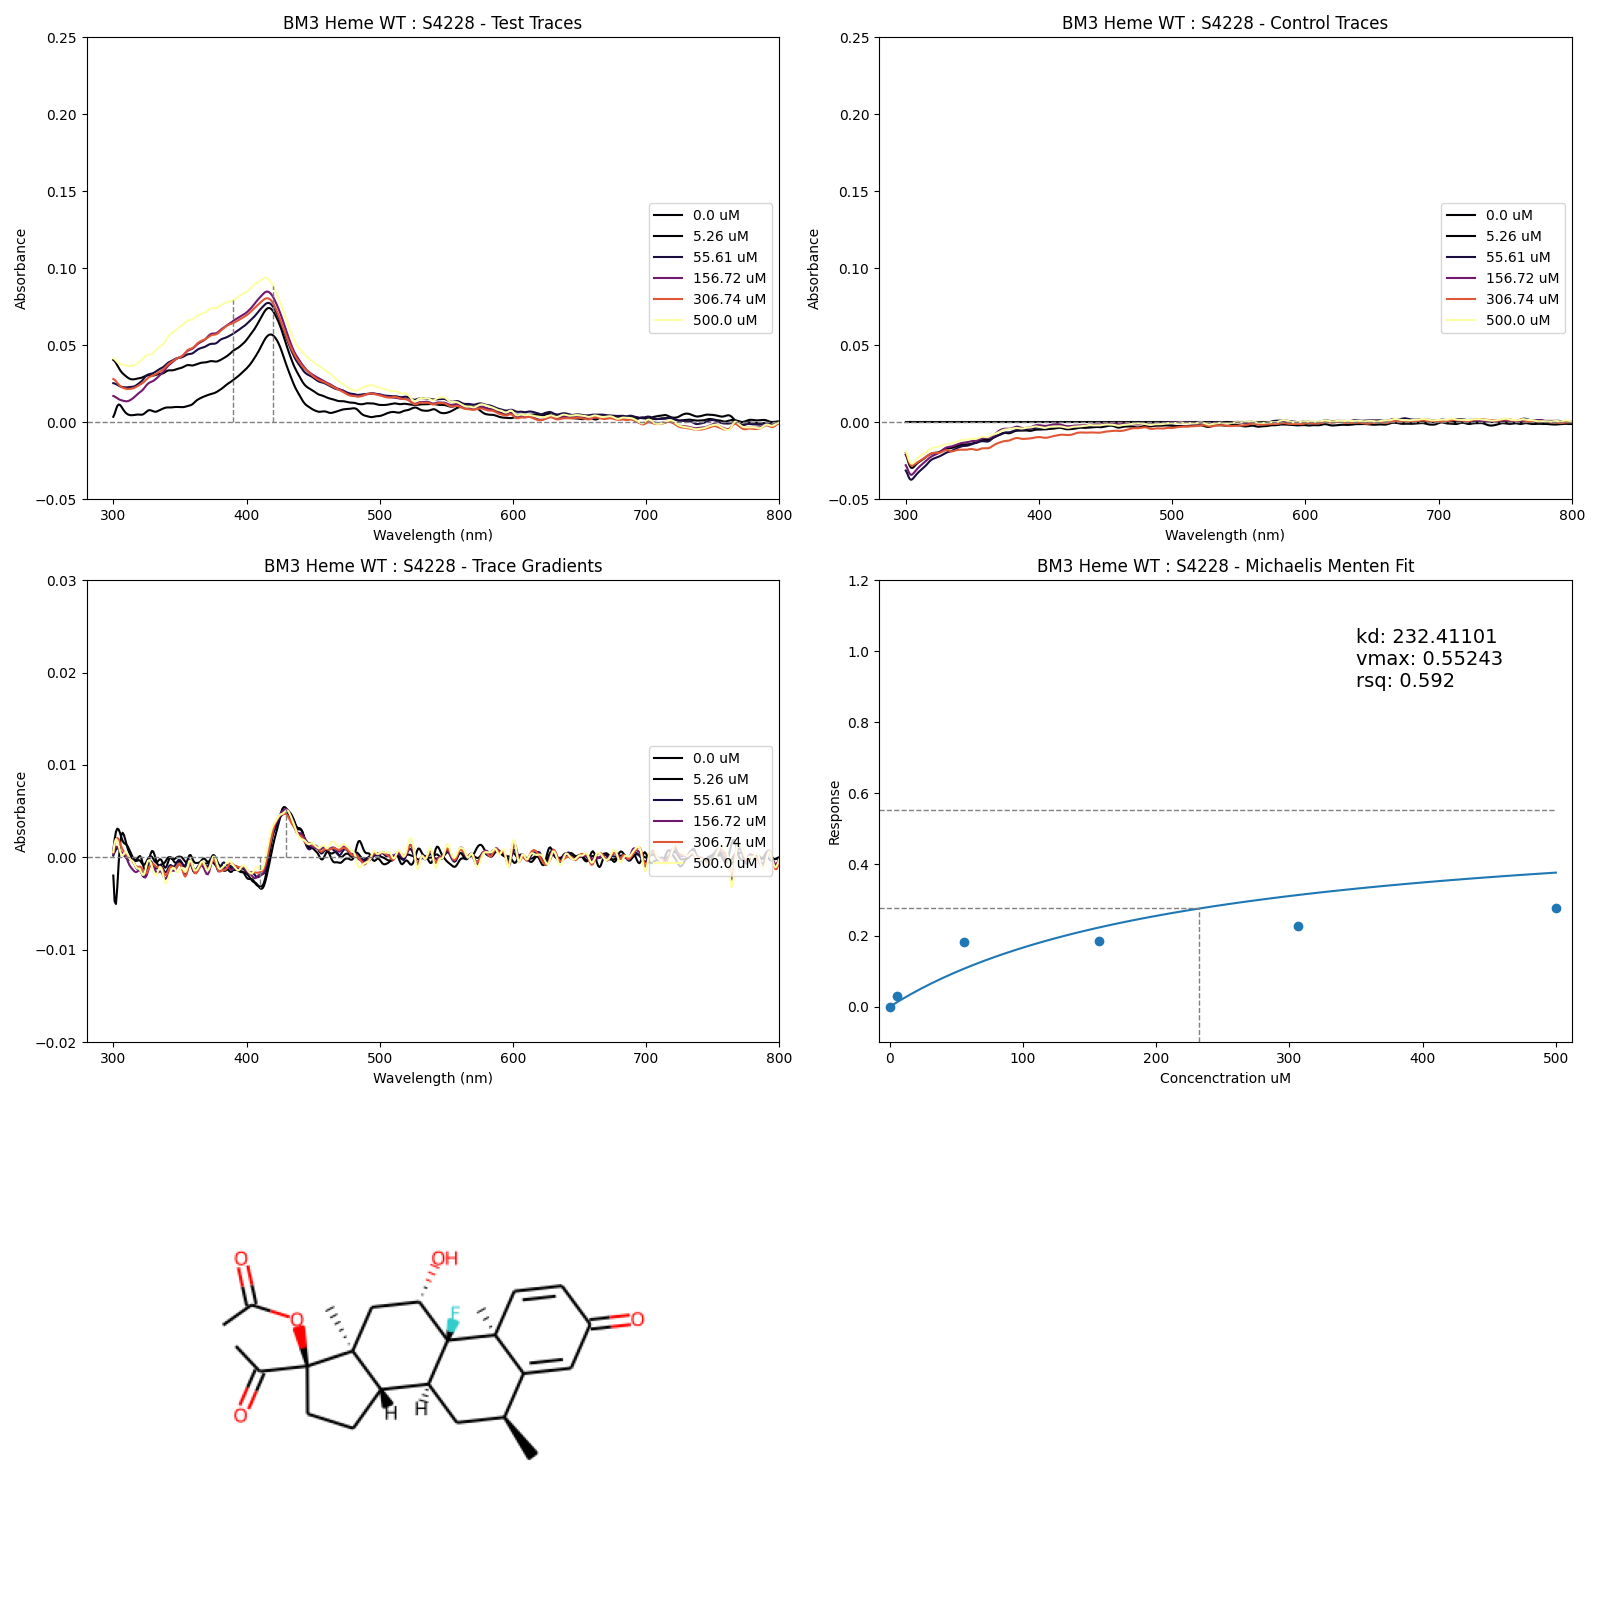 BM3 Heme WT : S4228 - Test Traces
0.25
0.20
0.15
0.10
0.05
0.00
−0.05
Absorbance
300
400
500
600
700
800
Wavelength (nm)
0.0 uM
5.26 uM
55.61 uM
156.72 uM
306.74 uM
500.0 uM
BM3 Heme WT : S4228 - Control Traces
0.25
0.20
0.15
0.10
0.05
0.00
−0.05
Absorbance
300
400
500
600
700
800
Wavelength (nm)
0.0 uM
5.26 uM
55.61 uM
156.72 uM
306.74 uM
500.0 uM
BM3 Heme WT : S4228 - Trace Gradients
0.03
0.02
0.01
0.00
−0.01
−0.02
Absorbance
300
400
500
600
700
800
Wavelength (nm)
0.0 uM
5.26 uM
55.61 uM
156.72 uM
306.74 uM
500.0 uM
BM3 Heme WT : S4228 - Michaelis Menten Fit
1.2
1.0
0.8
0.6
0.4
0.2
0.0
Response
0
100
200
300
400
500
Concenctration uM
kd: 232.41101
vmax: 0.55243
rsq: 0.592
O
OH
O
F
O
O
H
H